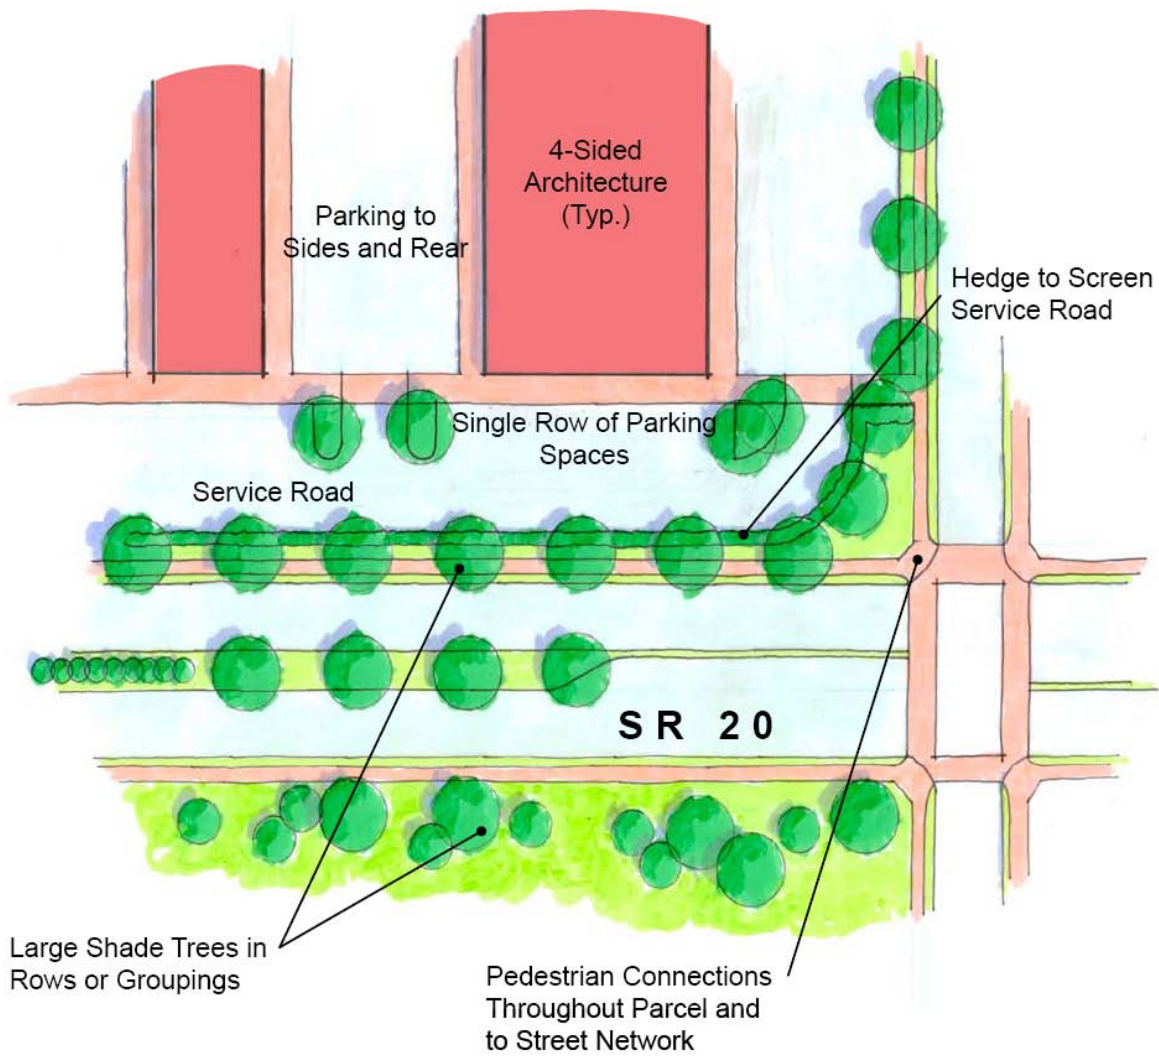 4-Sided
Architecture
(Typ.)
Parking to
Sides and Rear
Hedge to Screen
Service Road
Single Row of Parking
Spaces
Service Road
SR 20
Large Shade Trees in
Rows or Groupings
Pedestrian Connections
Throughout Parcel and
to Street Network